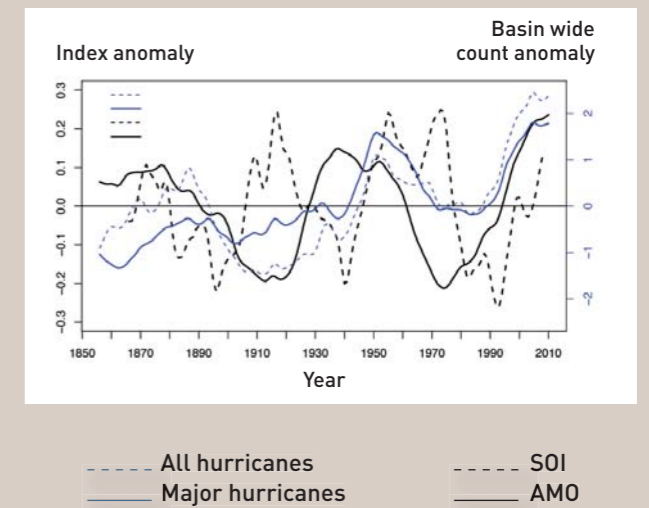 Basin wide
Index anomaly count anomaly
0.3
0.2
0.1
0.0
−0.1
−0.2
−0.3
2
1
0
−1
−2
1850 1870 1890 1910 1930 1950 1970 1990 2010
Year
All hurricanes SOI
Major hurricanes AMO